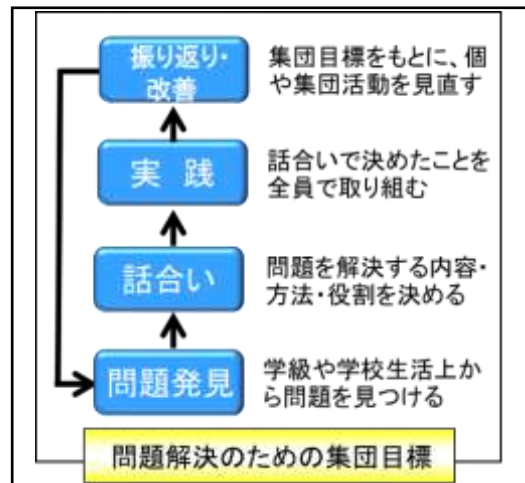 振り返り・
改善
集団目標をもとに、個
や集団活動を見直す
実 践
話合いで決めたことを
全員で取り組む
話合い
問題を解決する内容・
方法・役割を決める
問題発見
学級や学校生活上か
ら問題を見つける
問題解決のための集団目標